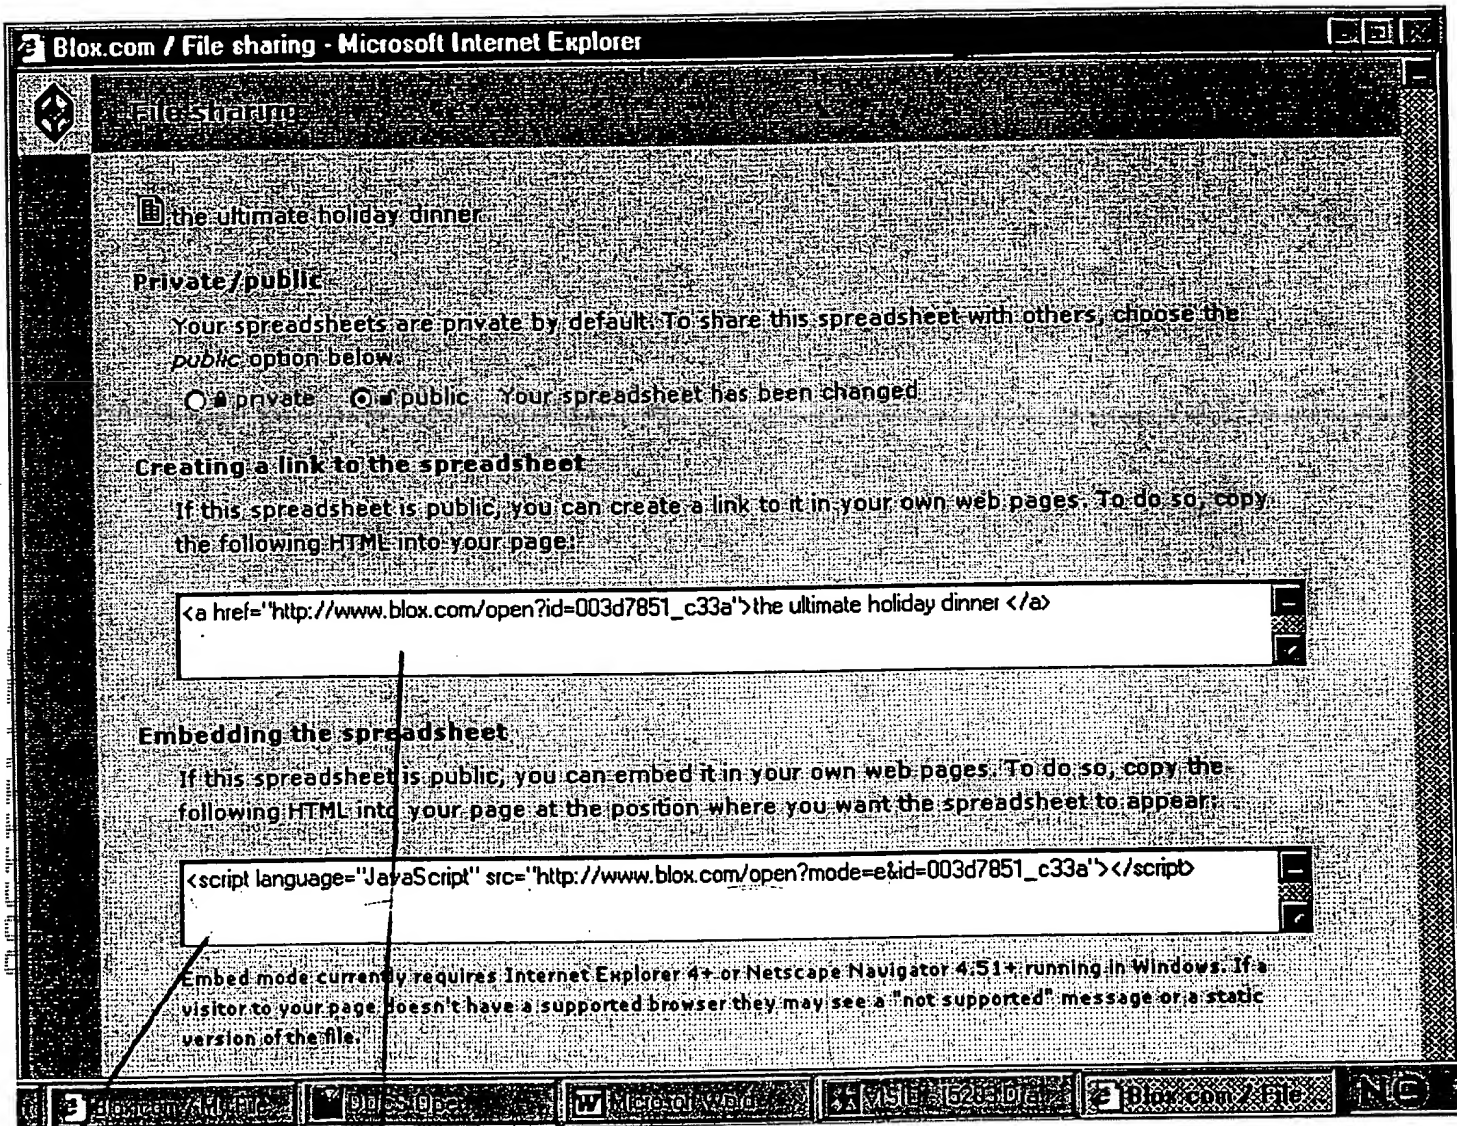 Blox.com / File sharing - Microsoft Internet Explorer
File sharing
the ultimate holiday dinner
Private/public
Your spreadsheets are private by default. To share this spreadsheet with others, choose the
public option below.
private public Your spreadsheet has been changed
Creating a link to the spreadsheet
If this spreadsheet is public, you can create a link to it in your own web pages. To do so, copy
the following HTML into your page:
<a href="http://www.blox.com/open?id=003d7851_c33a">the ultimate holiday dinner </a>
Embedding the spreadsheet
If this spreadsheet is public, you can embed it in your own web pages. To do so, copy the
following HTML into your page at the position where you want the spreadsheet to appear:
<script language="JavaScript" src="http://www.blox.com/open?mode=e&id=003d7851_c33a"></script>
Embed mode currently requires Internet Explorer 4+ or Netscape Navigator 4.51+ running in Windows. If a
visitor to your page doesn't have a supported browser they may see a "not supported" message or a static
version of the file.
Microsoft Word Blox.com / File